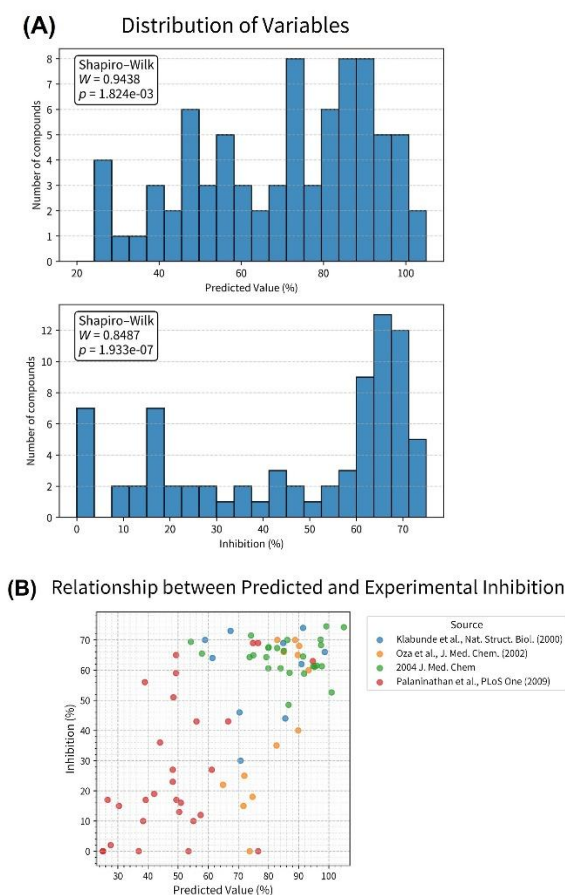 (A) Distribution of Variables
Shapiro–Wilk
W = 0.9438
p = 1.824e-03
Number of compounds
8
7
6
5
4
3
2
1
0
20 40 60 80 100
Predicted Value (%)
Shapiro–Wilk
W = 0.8487
p = 1.933e-07
Number of compounds
12
10
8
6
4
2
0
0 10 20 30 40 50 60 70
Inhibition (%)
(B) Relationship between Predicted and Experimental Inhibition
Inhibition (%)
70
60
50
40
30
20
10
0
30 40 50 60 70 80 90 100
Predicted Value (%)
Source
Klabunde et al., Nat. Struct. Biol. (2000)
Oza et al., J. Med. Chem. (2002)
2004 J. Med. Chem
Palaninathan et al., PLoS One (2009)